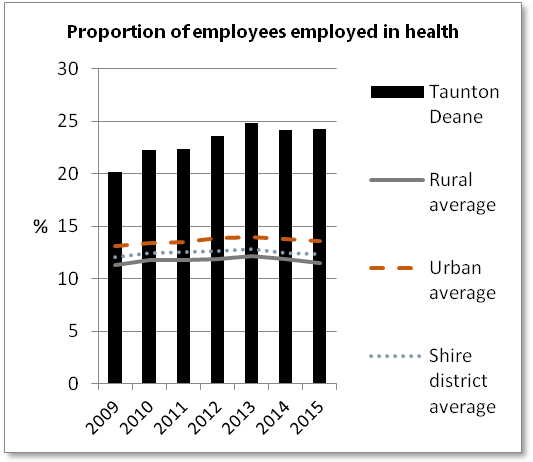 Proportion of employees employed in health
30
25
20
15
10
5
0
%
2009
2010
2011
2012
2013
2014
2015
Taunton
Deane
Rural
average
Urban
average
Shire
district
average